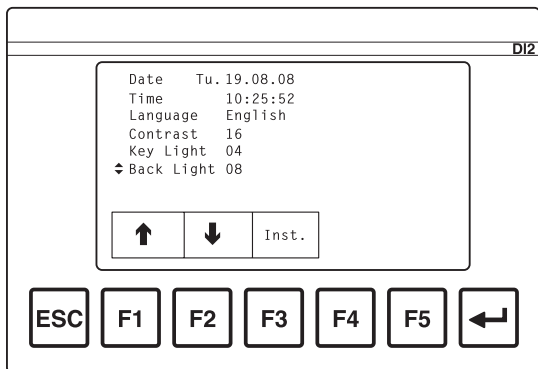 DI2
Date Tu. 19.08.08
Time 10:25:52
Language English
Contrast 16
Key Light 04
Back Light 08
Inst.
ESC F1 F2 F3 F4 F5